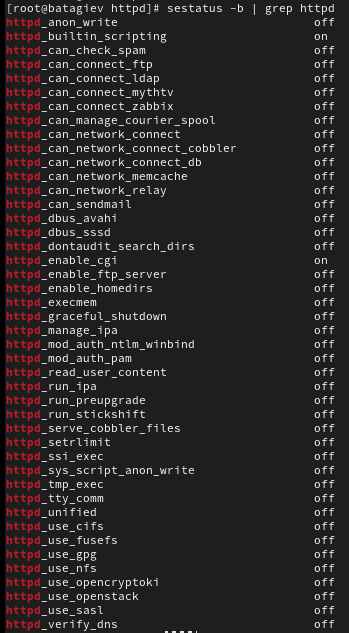 [root@batagiev httpd]# sestatus -b | grep httpd
httpd_anon_write off
httpd_builtin_scripting on
httpd_can_check_spam off
httpd_can_connect_ftp off
httpd_can_connect_ldap off
httpd_can_connect_mythtv off
httpd_can_connect_zabbix off
httpd_can_manage_courier_spool off
httpd_can_network_connect off
httpd_can_network_connect_cobbler off
httpd_can_network_connect_db off
httpd_can_network_memcache off
httpd_can_network_relay off
httpd_can_sendmail off
httpd_dbus_avahi off
httpd_dbus_sssd off
httpd_dontaudit_search_dirs off
httpd_enable_cgi on
httpd_enable_ftp_server off
httpd_enable_homedirs off
httpd_execmem off
httpd_graceful_shutdown off
httpd_manage_ipa off
httpd_mod_auth_ntlm_winbind off
httpd_mod_auth_pam off
httpd_read_user_content off
httpd_run_ipa off
httpd_run_preupgrade off
httpd_run_stickshift off
httpd_serve_cobbler_files off
httpd_setrlimit off
httpd_ssi_exec off
httpd_sys_script_anon_write off
httpd_tmp_exec off
httpd_tty_comm off
httpd_unified off
httpd_use_cifs off
httpd_use_fusefs off
httpd_use_gpg off
httpd_use_nfs off
httpd_use_opencryptoki off
httpd_use_openstack off
httpd_use_sasl off
httpd_verify_dns off